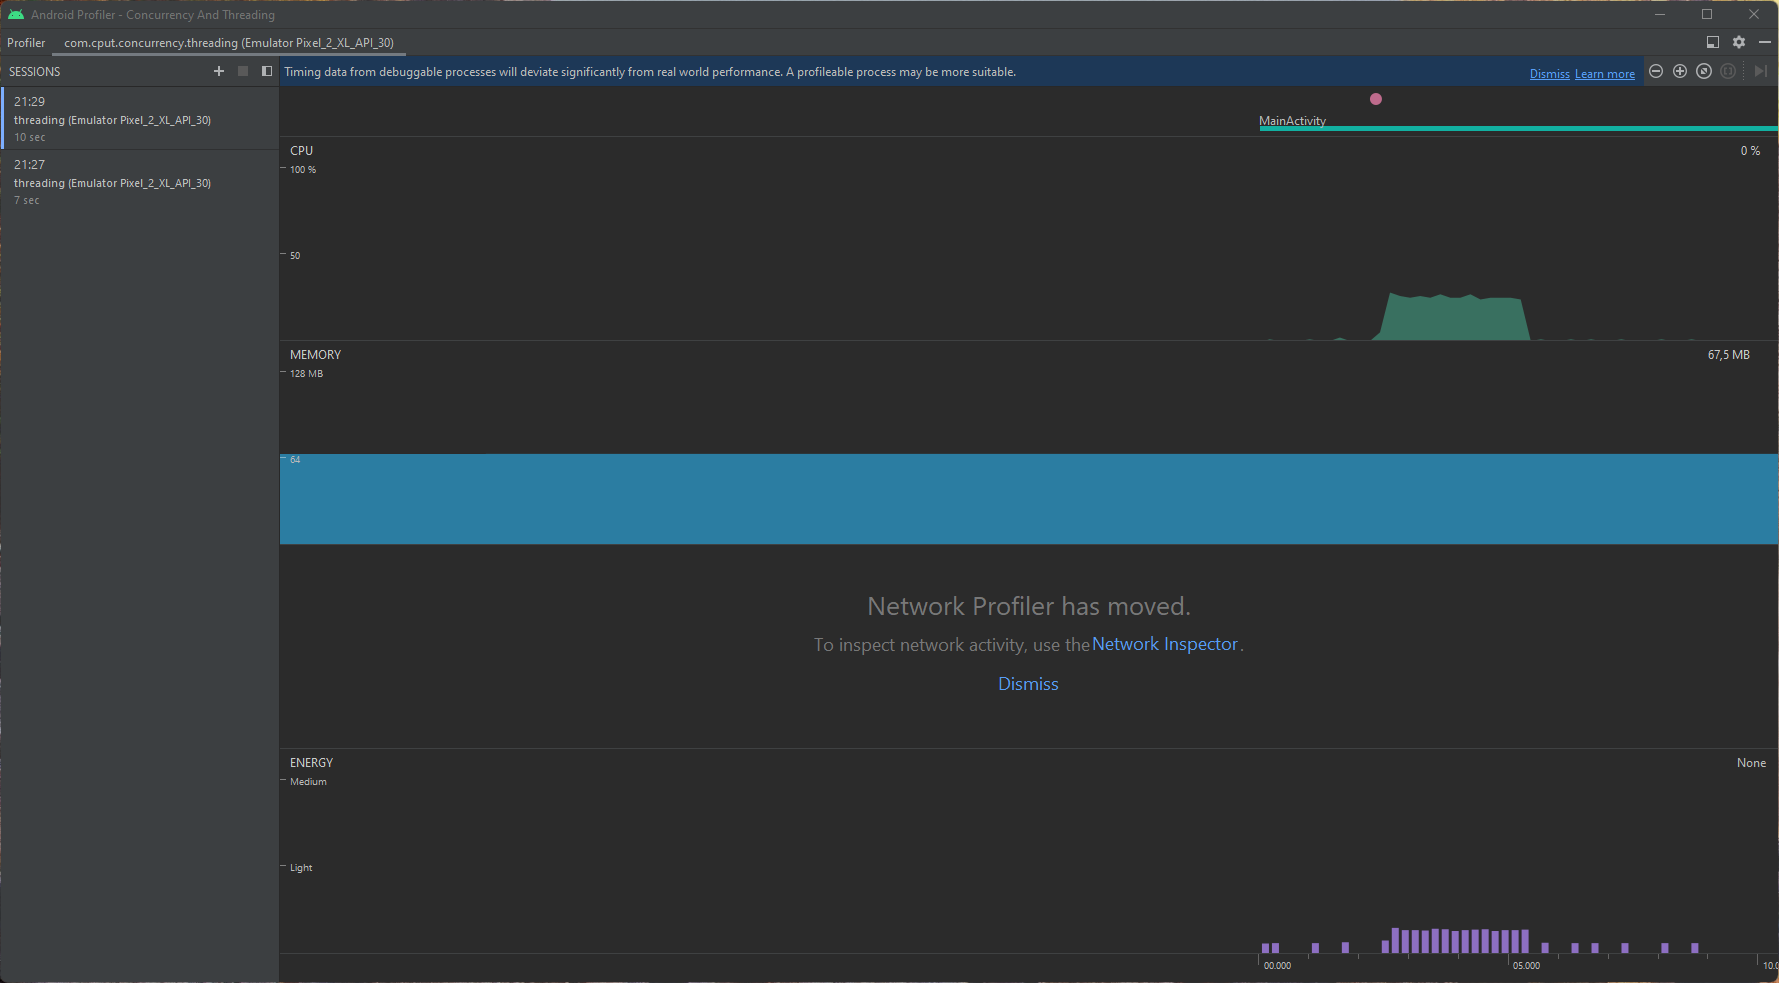 Android Profiler - Concurrency And Threading
Profiler com.cput.concurrency.threading (Emulator Pixel_2_XL_API_30)
SESSIONS
Timing data from debuggable processes will deviate significantly from real world performance. A profileable process may be more suitable. Dismiss Learn more
21:29
threading (Emulator Pixel_2_XL_API_30)
10 sec
21:27
threading (Emulator Pixel_2_XL_API_30)
7 sec
MainActivity
CPU 0 %
100 %
50
MEMORY 67,5 MB
128 MB
64
Network Profiler has moved.
To inspect network activity, use the Network Inspector.
Dismiss
ENERGY None
Medium
Light
00.000 05.000 10.0